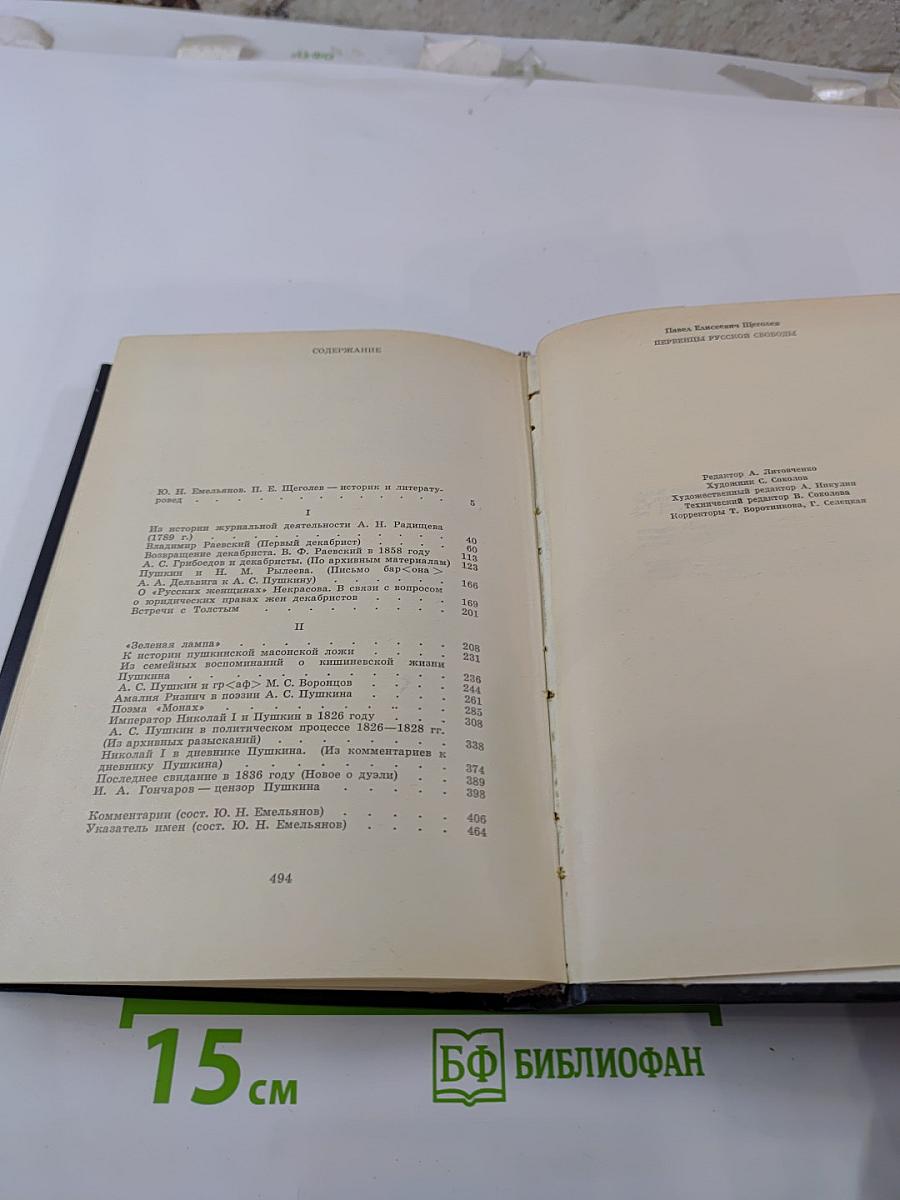 СОДЕРЖАНИЕ
Ю. Н. Емельянов. П. Е. Щеголев — историк и литерату-
ровед . . . . . . . . . . . . 5
I
Из истории журнальной деятельности А. Н. Радищева
(1789 г.) . . . . . . . . . . . 40
Владимир Раевский (Первый декабрист) . . . . 60
Возвращение декабриста. В. Ф. Раевский в 1858 году 113
А. С. Грибоедов и декабристы. (По архивным материалам) 123
Пушкин и Н. М. Рылеева. (Письмо бар<она>
А. А. Дельвига к А. С. Пушкину) . . . . . . 166
О «Русских женщинах» Некрасова. В связи с вопросом
о юридических правах жен декабристов . . . . 169
Встречи с Толстым . . . . . . . . 201
II
«Зеленая лампа» . . . . . . . . . 208
К истории пушкинской масонской ложи . . . . 231
Из семейных воспоминаний о кишиневской жизни
Пушкина . . . . . . . . . . . 236
А. С. Пушкин и гр<аф> М. С. Воронцов . . . 244
Амалия Ризнич в поэзии А. С. Пушкина . . . . 261
Поэма «Монах» . . . . . . . . . 285
Император Николай I и Пушкин в 1826 году . . . 308
А. С. Пушкин в политическом процессе 1826—1828 гг.
(Из архивных разысканий) . . . . . . . 338
Николай I в дневнике Пушкина. (Из комментариев к
дневнику Пушкина) . . . . . . . . 374
Последнее свидание в 1836 году (Новое о дуэли) . . 389
И. А. Гончаров — цензор Пушкина . . . . . 398
Комментарии (сост. Ю. Н. Емельянов) . . . . . 406
Указатель имен (сост. Ю. Н. Емельянов) . . . . 464
494
Павел Елисеевич Щеголев
ПЕРВЕНЦЫ РУССКОЙ СВОБОДЫ
Редактор А. Литовченко
Художник С. Соколов
Художественный редактор А. Никулин
Технический редактор В. Соколова
Корректоры Т. Воротникова, Г. Селецкая
15 см
БФ БИБЛИОФАН